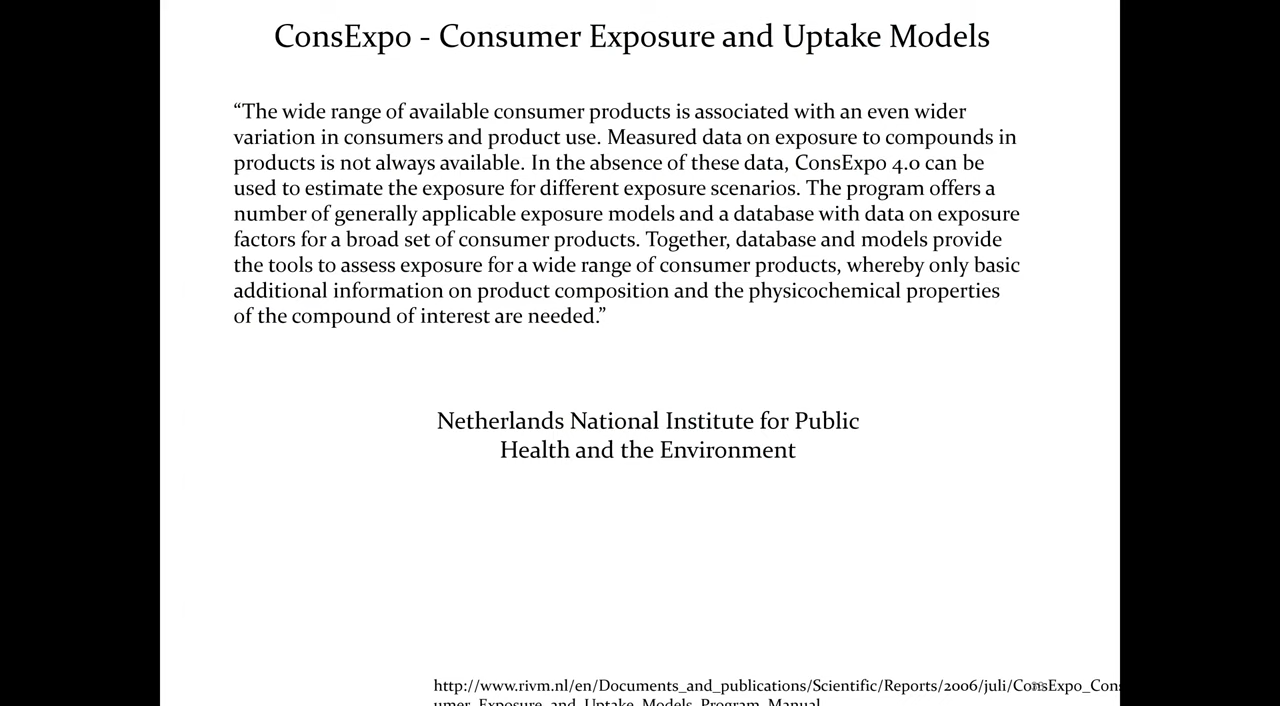 ConsExpo - Consumer Exposure and Uptake Models
“The wide range of available consumer products is associated with an even wider
variation in consumers and product use. Measured data on exposure to compounds in
products is not always available. In the absence of these data, ConsExpo 4.0 can be
used to estimate the exposure for different exposure scenarios. The program offers a
number of generally applicable exposure models and a database with data on exposure
factors for a broad set of consumer products. Together, database and models provide
the tools to assess exposure for a wide range of consumer products, whereby only basic
additional information on product composition and the physicochemical properties
of the compound of interest are needed.”
Netherlands National Institute for Public
Health and the Environment
http://www.rivm.nl/en/Documents_and_publications/Scientific/Reports/2006/juli/ConsExpo_Cons
umer_Exposure_and_Uptake_Models_Program_Manual